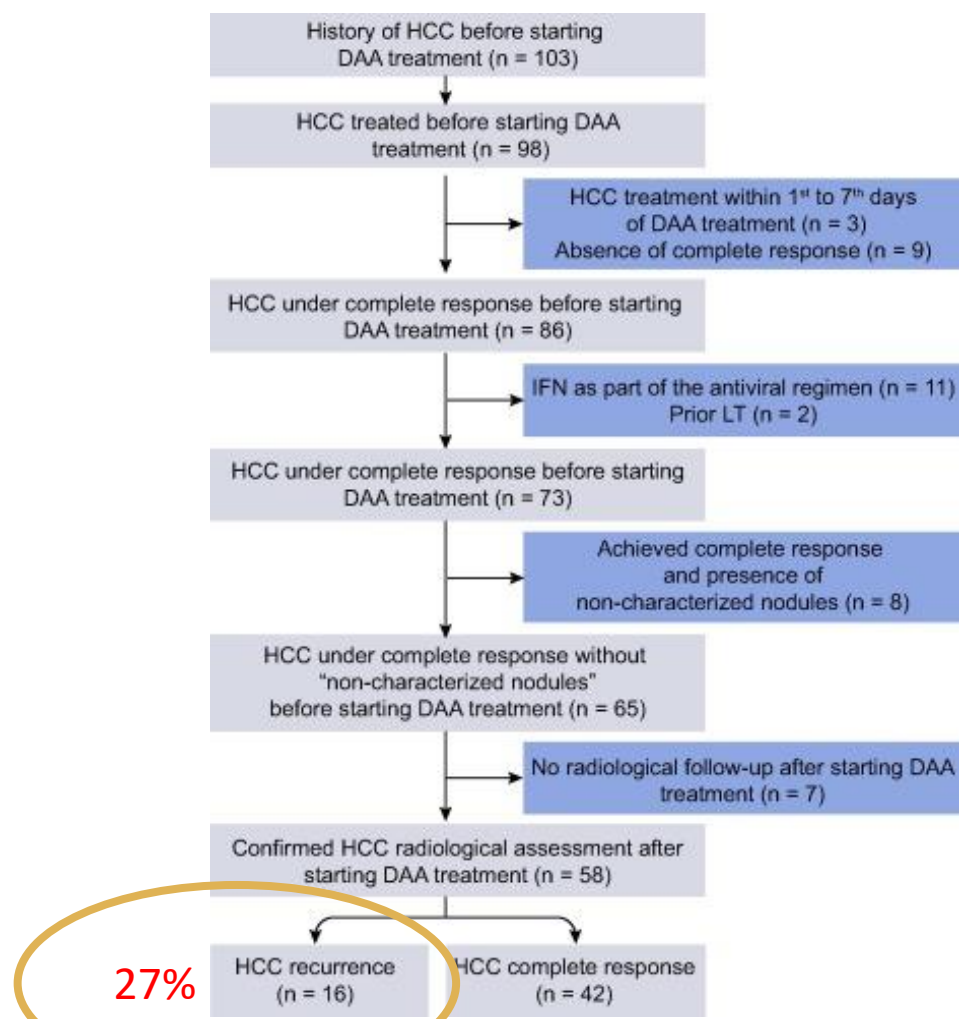 History of HCC before starting
DAA treatment (n = 103)
HCC treated before starting DAA
treatment (n = 98)
HCC treatment within 1st to 7th days
of DAA treatment (n = 3)
Absence of complete response (n = 9)
HCC under complete response before starting
DAA treatment (n = 86)
IFN as part of the antiviral regimen (n = 11)
Prior LT (n = 2)
HCC under complete response before starting
DAA treatment (n = 73)
Achieved complete response
and presence of
non-characterized nodules (n = 8)
HCC under complete response without
“non-characterized nodules”
before starting DAA treatment (n = 65)
No radiological follow-up after starting DAA
treatment (n = 7)
Confirmed HCC radiological assessment after
starting DAA treatment (n = 58)
27%
HCC recurrence
(n = 16)
HCC complete response
(n = 42)